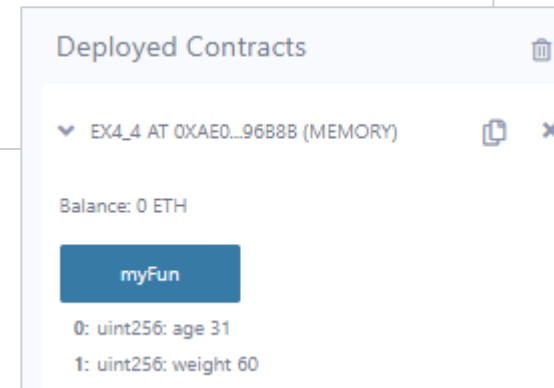 Deployed Contracts
EX4_4 AT 0XAE0...96B8B (MEMORY)
Balance: 0 ETH
myFun
0: uint256: age 31
1: uint256: weight 60